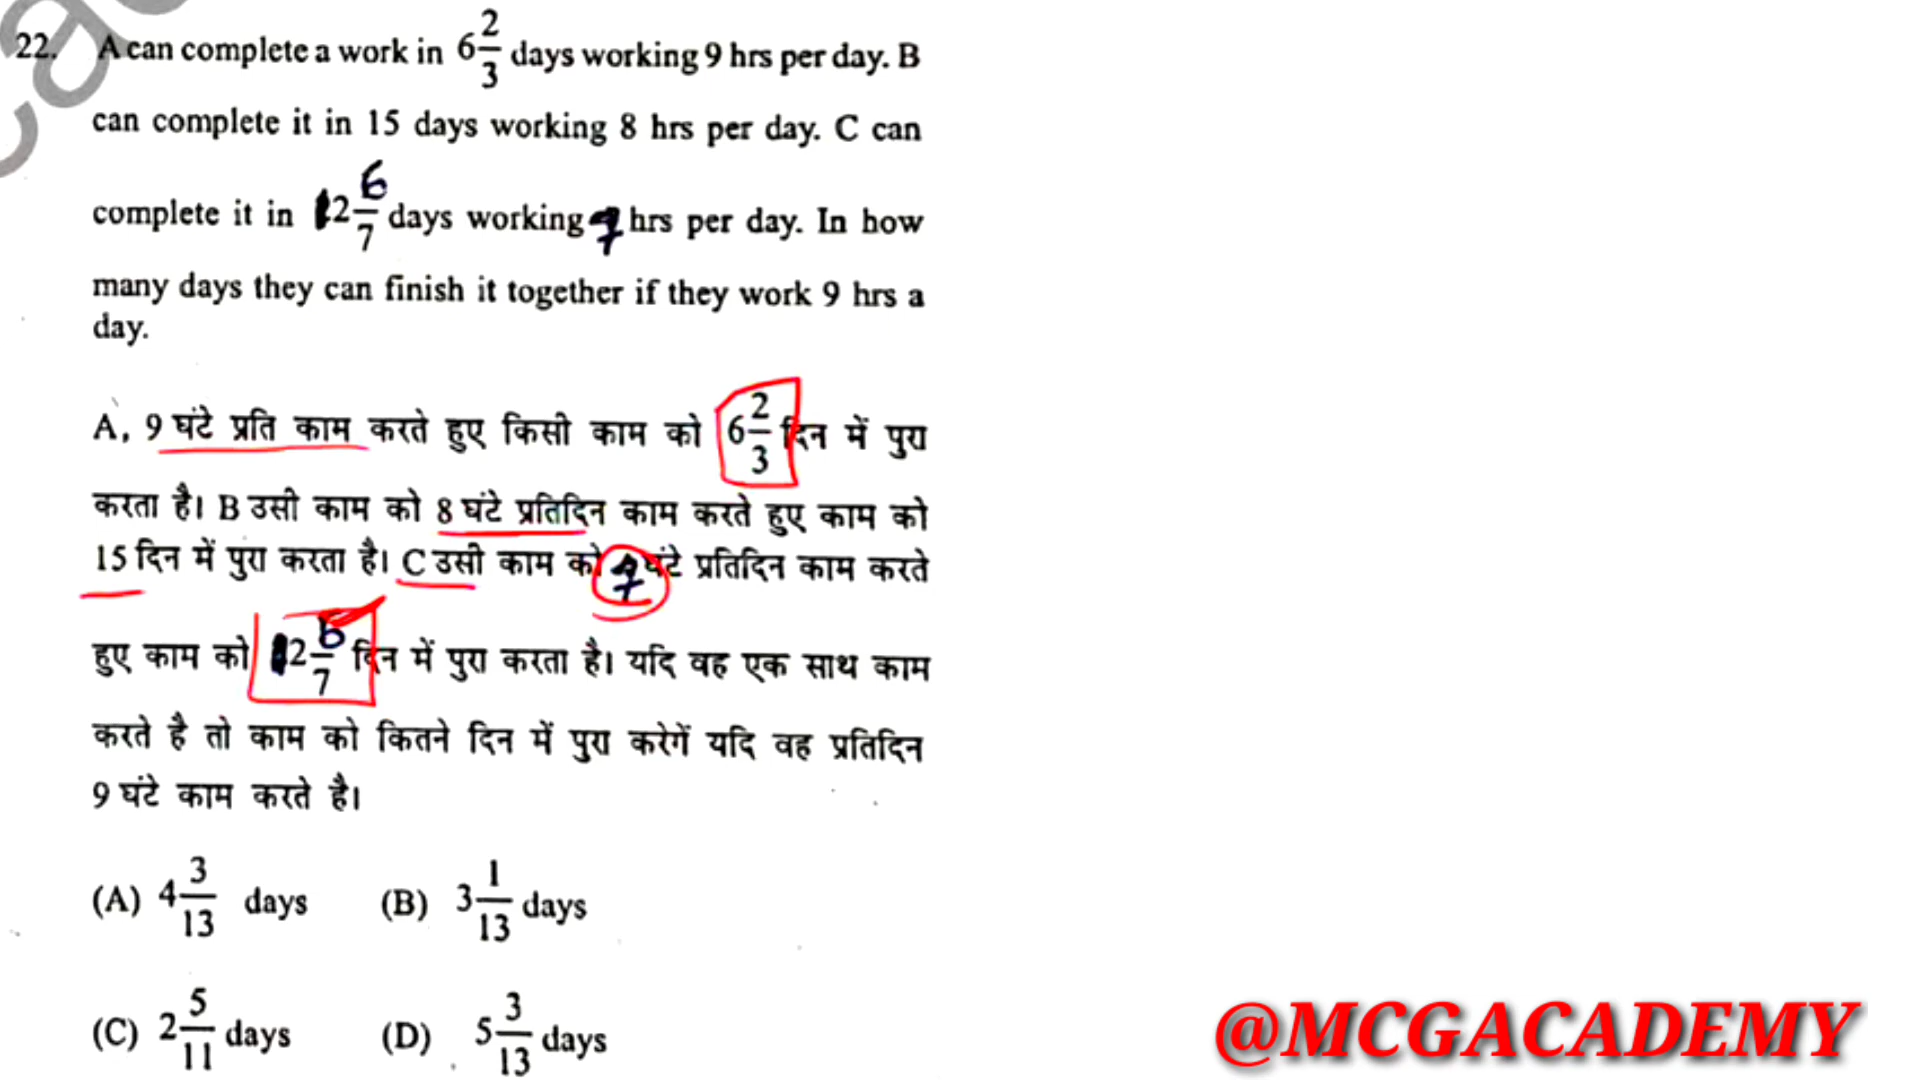 22. A can complete a work in 6 2/3 days working 9 hrs per day. B
can complete it in 15 days working 8 hrs per day. C can
complete it in 12 6/7 days working 7 hrs per day. In how
many days they can finish it together if they work 9 hrs a
day.
A, 9 घंटे प्रति काम करते हुए किसी काम को 6 2/3 दिन में पुरा
करता है। B उसी काम को 8 घंटे प्रतिदिन काम करते हुए काम को
15 दिन में पुरा करता है। C उसी काम को 7 घंटे प्रतिदिन काम करते
हुए काम को 12 6/7 दिन में पुरा करता है। यदि वह एक साथ काम
करते है तो काम को कितने दिन में पुरा करेगें यदि वह प्रतिदिन
9 घंटे काम करते है।
(A) 4 3/13 days (B) 3 1/13 days
(C) 2 5/11 days (D) 5 3/13 days
@MCGACADEMY